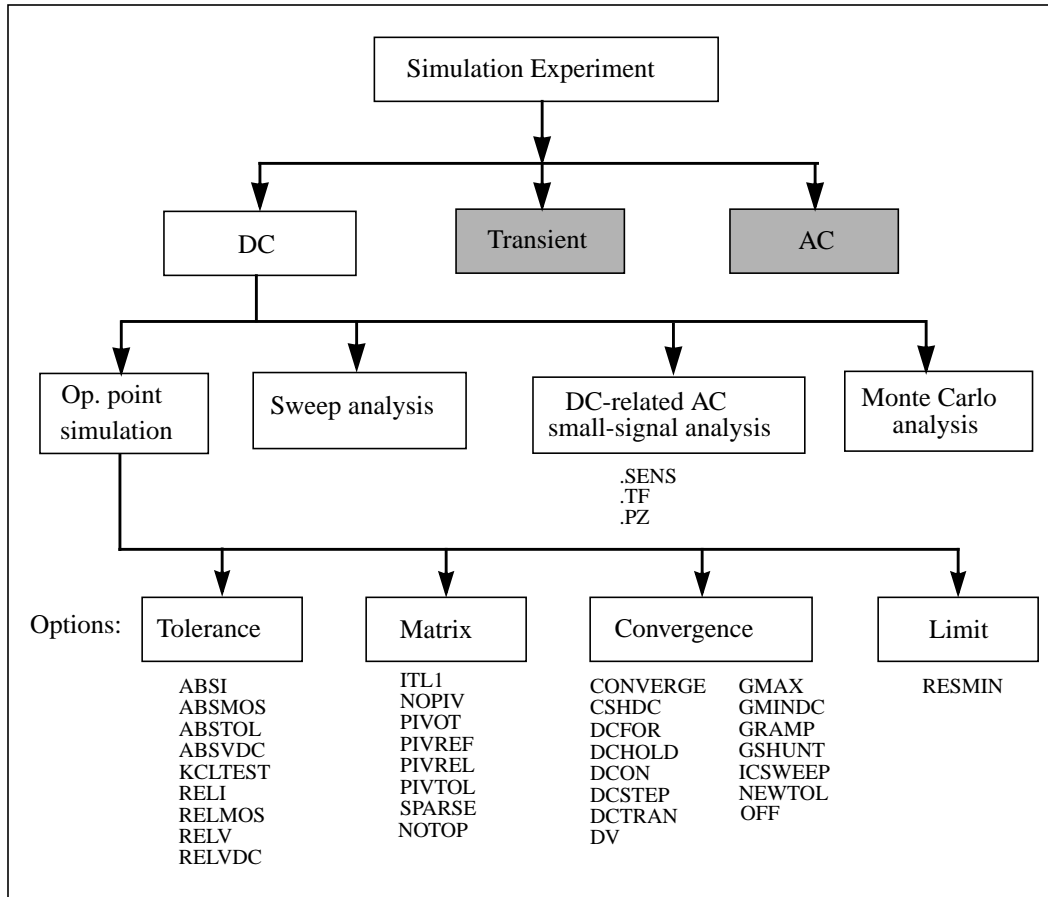 Simulation Experiment
DC
Transient
AC
Op. point
simulation
Sweep analysis
DC-related AC
small-signal analysis
Monte Carlo
analysis
.SENS
.TF
.PZ
Options:
Tolerance
Matrix
Convergence
Limit
ABSI
ABSMOS
ABSTOL
ABSVDC
KCLTEST
RELI
RELMOS
RELV
RELVDC
ITL1
NOPIV
PIVOT
PIVREF
PIVREL
PIVTOL
SPARSE
NOTOP
CONVERGE
CSHDC
DCFOR
DCHOLD
DCON
DCSTEP
DCTRAN
DV
GMAX
GMINDC
GRAMP
GSHUNT
ICSWEEP
NEWTOL
OFF
RESMIN